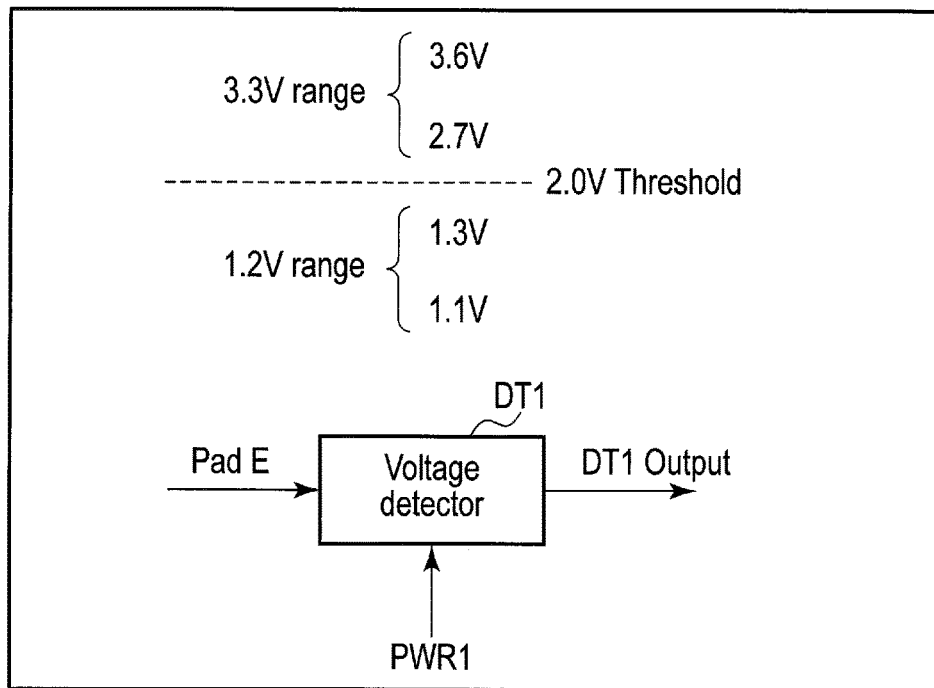 3.6V
3.3V range
2.7V
2.0V Threshold
1.3V
1.2V range
1.1V
DT1
Pad E
Voltage
detector
DT1 Output
PWR1